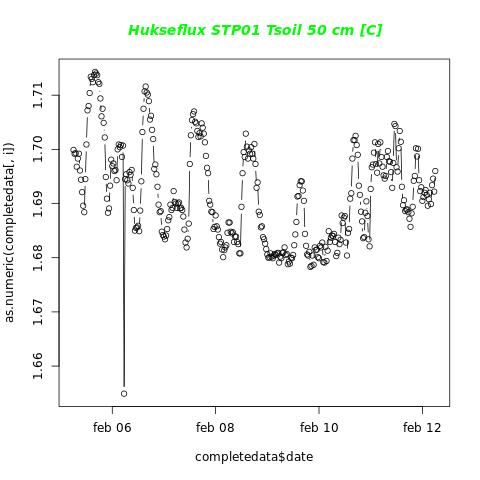 Hukseflux STP01 Tsoil 50 cm [C]
as.numeric(completedata[, i])
1.71
1.70
1.69
1.68
1.67
1.66
feb 06 feb 08 feb 10 feb 12
completedata$date